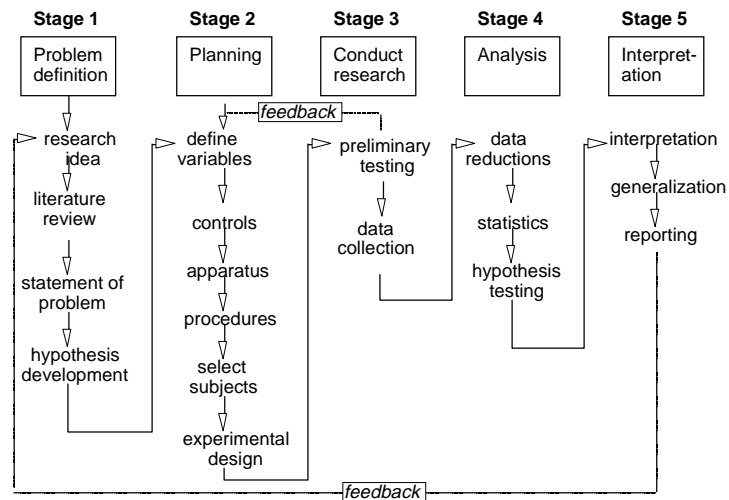 Stage 1
Stage 2
Stage 3
Stage 4
Stage 5
Problem
definition
Planning
Conduct
research
Analysis
Interpret-
ation
feedback
research
idea
literature
review
statement of
problem
hypothesis
development
define
variables
controls
apparatus
procedures
select
subjects
experimental
design
preliminary
testing
data
collection
data
reductions
statistics
hypothesis
testing
interpretation
generalization
reporting
feedback